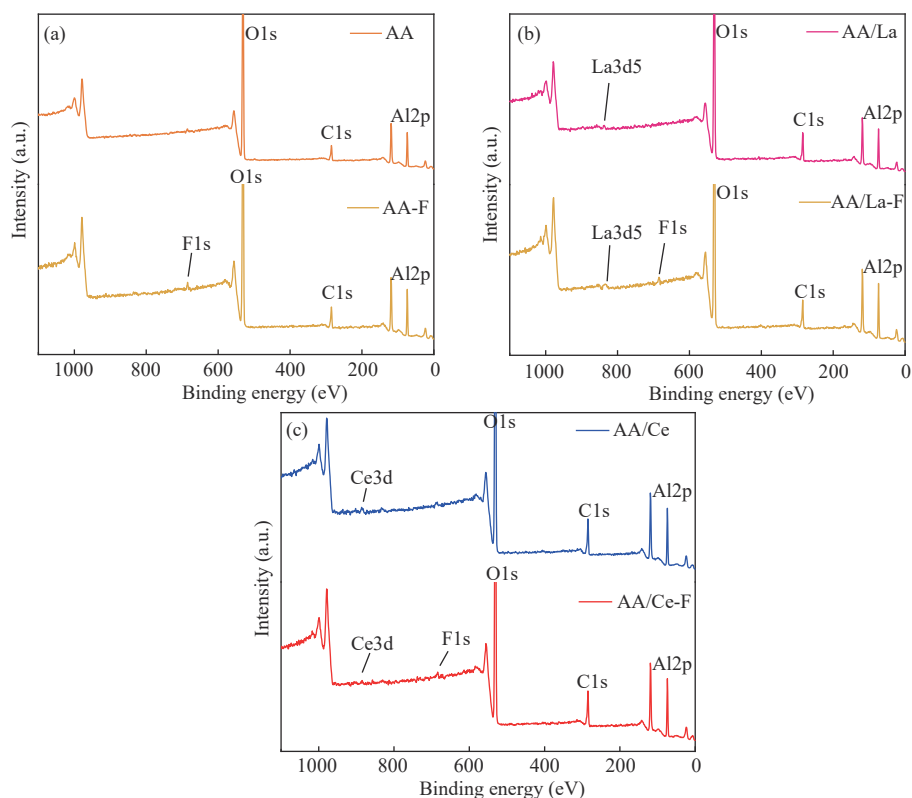 (a)
O1s
AA
Al2p
C1s
O1s
AA-F
F1s
Al2p
C1s
Intensity (a.u.)
1000 800 600 400 200 0
Binding energy (eV)
(b)
O1s
AA/La
La3d5
Al2p
C1s
O1s
AA/La-F
La3d5
F1s
Al2p
C1s
Intensity (a.u.)
1000 800 600 400 200 0
Binding energy (eV)
(c)
O1s
AA/Ce
Ce3d
Al2p
C1s
O1s
AA/Ce-F
Ce3d
F1s
Al2p
C1s
Intensity (a.u.)
1000 800 600 400 200 0
Binding energy (eV)